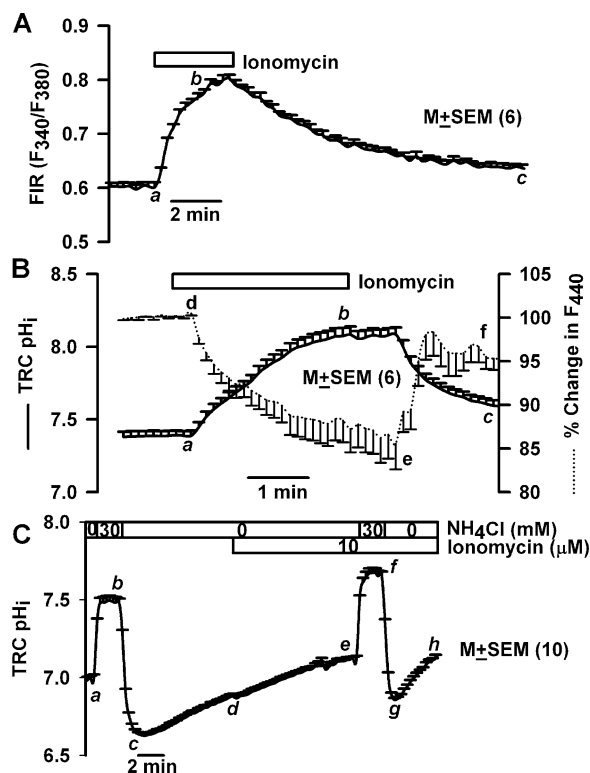 A
Ionomycin
0.9
0.8
0.7
0.6
0.5
FIR (F340/F380)
a
b
c
M±SEM (6)
2 min
B
Ionomycin
8.5
8.0
7.5
7.0
TRC pHi
105
100
95
90
85
80
% Change in F440
d
b
f
M±SEM (6)
a
e
c
1 min
C
8.0
7.5
7.0
6.5
TRC pHi
0 30 0 30 0 NH4Cl (mM)
10 Ionomycin (μM)
b
f
a
e
h
M±SEM (10)
d
g
c
2 min